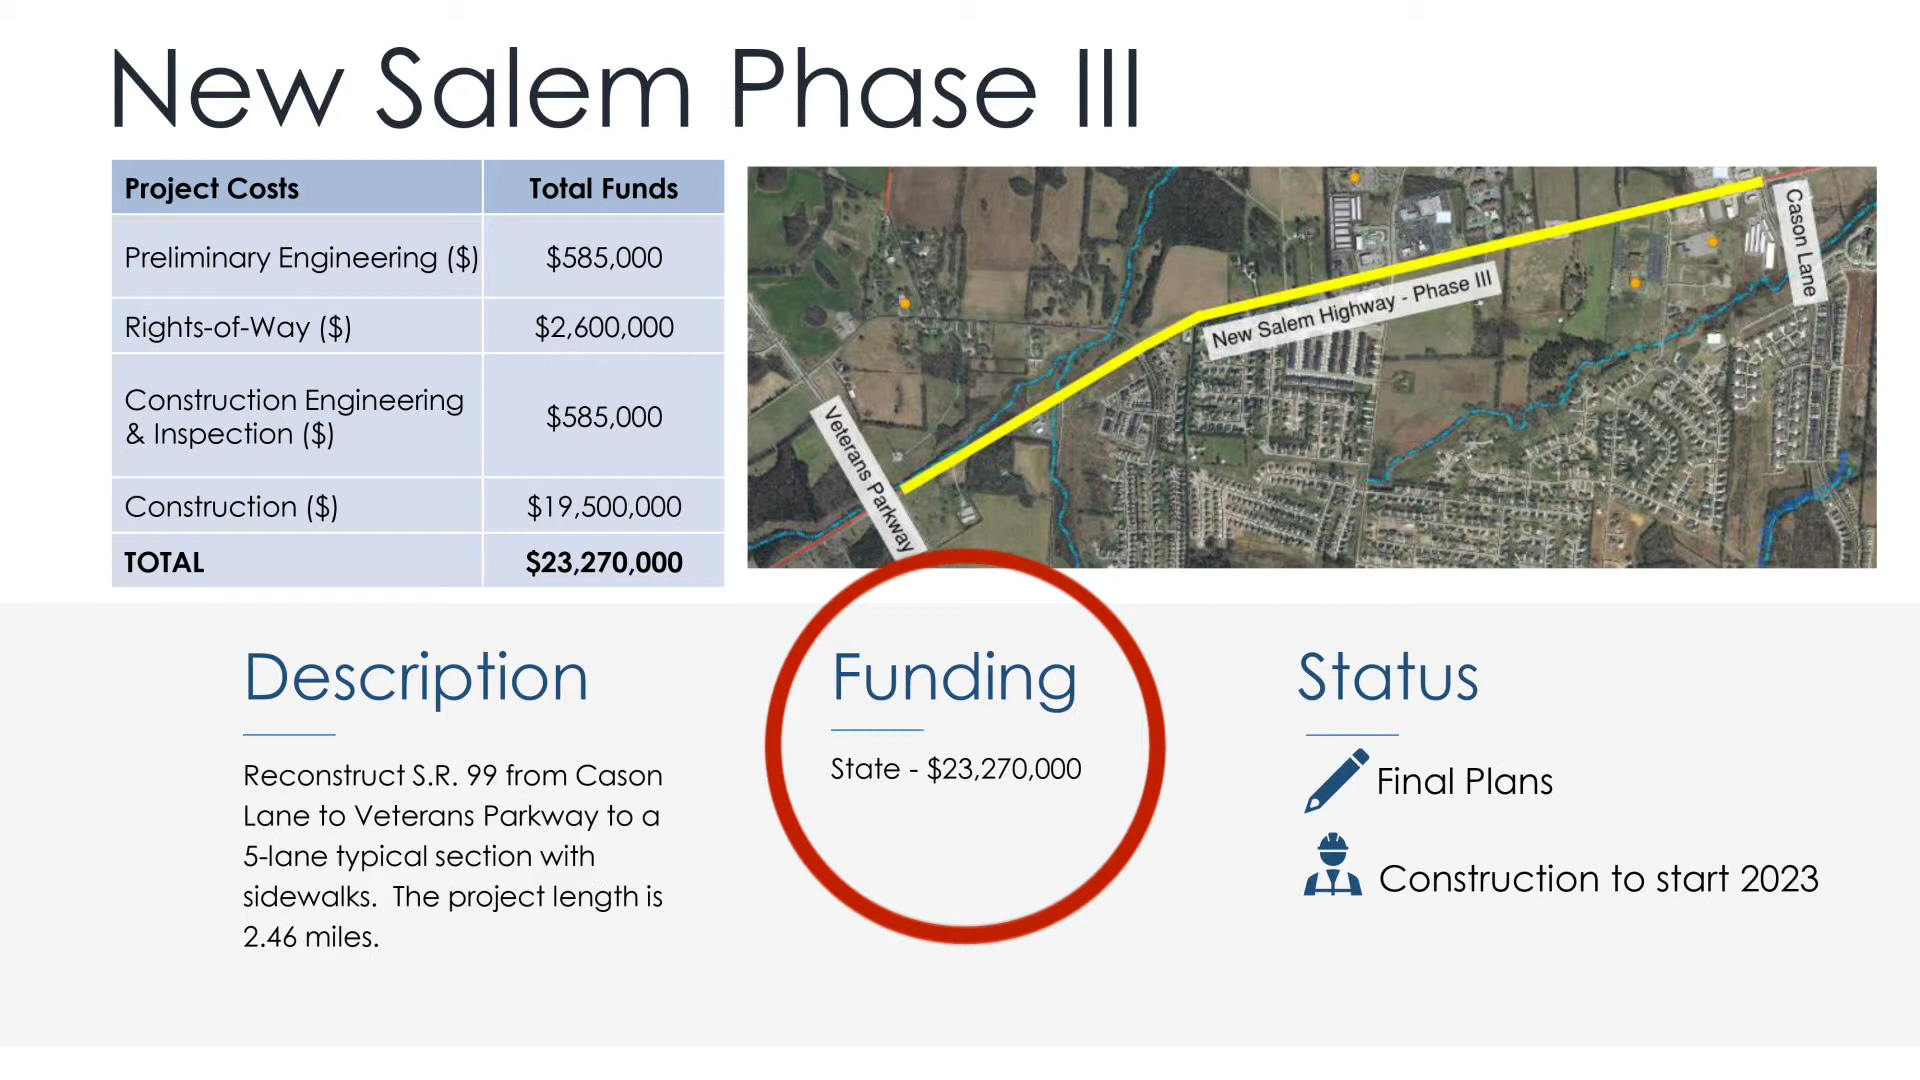 New Salem Phase III
Project Costs Total Funds
Preliminary Engineering ($) $585,000
Rights-of-Way ($) $2,600,000
Construction Engineering
& Inspection ($) $585,000
Construction ($) $19,500,000
TOTAL $23,270,000
Cason Lane
New Salem Highway - Phase III
Veterans Parkway
Description
Reconstruct S.R. 99 from Cason
Lane to Veterans Parkway to a
5-lane typical section with
sidewalks. The project length is
2.46 miles.
Funding
State - $23,270,000
Status
Final Plans
Construction to start 2023